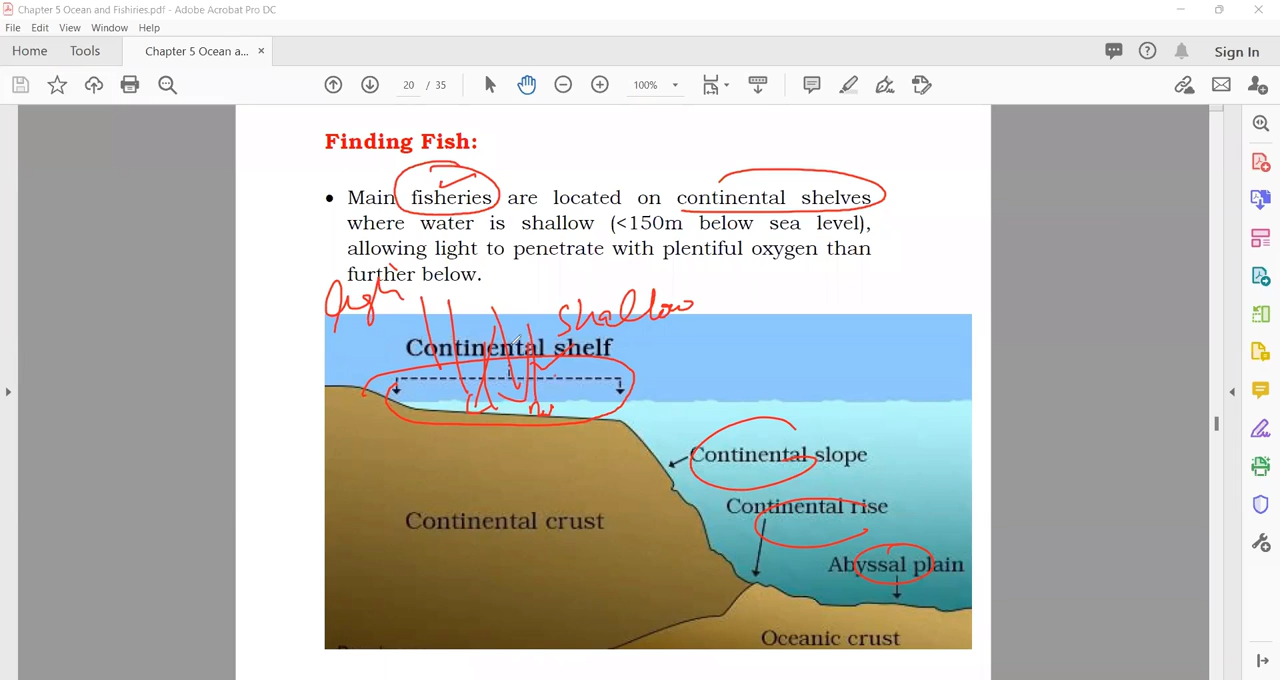 Chapter 5 Ocean and Fishiries.pdf - Adobe Acrobat Pro DC
File Edit View Window Help
Home Tools Chapter 5 Ocean a... × Sign In
20 / 35 100%
Finding Fish:
• Main fisheries are located on continental shelves
where water is shallow (<150m below sea level),
allowing light to penetrate with plentiful oxygen than
further below.
shallow
Continental shelf
Continental slope
Continental rise
Continental crust
Abyssal plain
Oceanic crust